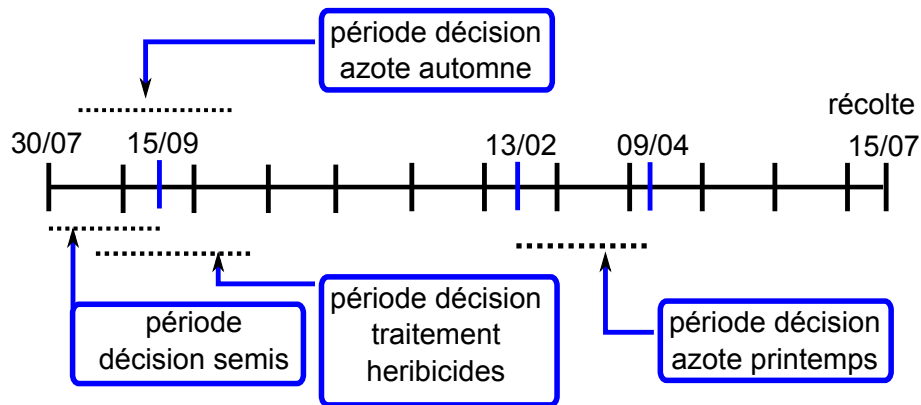 période décision
azote automne
récolte
30/07
15/09
13/02
09/04
15/07
période
décision semis
période décision
traitement
heribicides
période décision
azote printemps